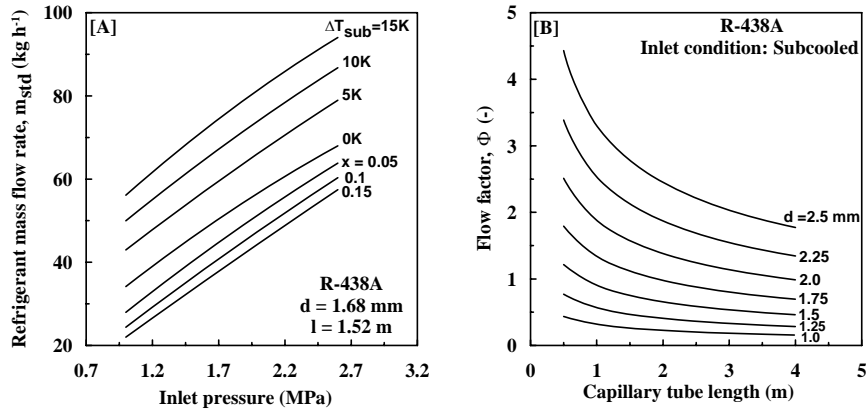 [A]
ΔTsub=15K
10K
5K
0K
x = 0.05
0.1
0.15
R-438A
d = 1.68 mm
l = 1.52 m
100
80
60
40
20
0.7 1.2 1.7 2.2 2.7 3.2
Inlet pressure (MPa)
Refrigerant mass flow rate, mstd (kg h-1)
[B]
R-438A
Inlet condition: Subcooled
d =2.5 mm
2.25
2.0
1.75
1.5
1.25
1.0
5
4
3
2
1
0
0 1 2 3 4 5
Capillary tube length (m)
Flow factor, Φ (-)